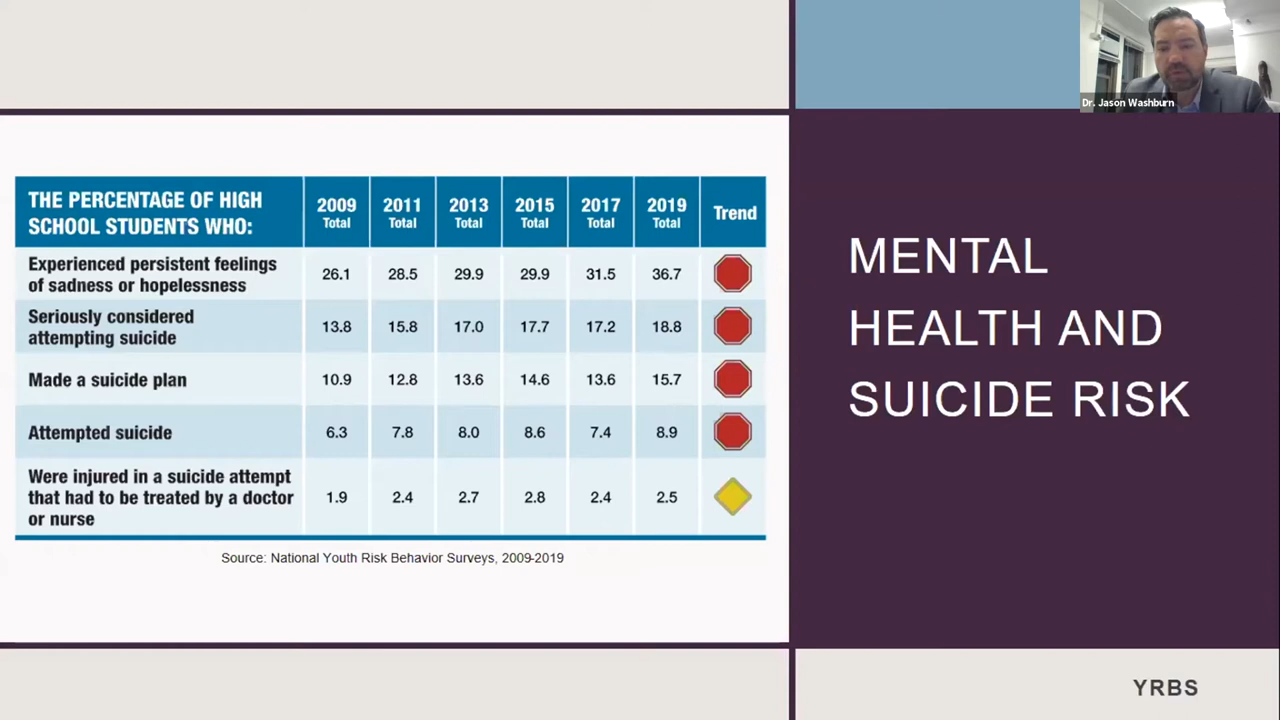 Dr. Jason Washburn
THE PERCENTAGE OF HIGH
SCHOOL STUDENTS WHO:
2009 Total 2011 Total 2013 Total 2015 Total 2017 Total 2019 Total Trend
Experienced persistent feelings
of sadness or hopelessness
26.1 28.5 29.9 29.9 31.5 36.7
Seriously considered
attempting suicide
13.8 15.8 17.0 17.7 17.2 18.8
Made a suicide plan 10.9 12.8 13.6 14.6 13.6 15.7
Attempted suicide 6.3 7.8 8.0 8.6 7.4 8.9
Were injured in a suicide attempt
that had to be treated by a doctor
or nurse
1.9 2.4 2.7 2.8 2.4 2.5
Source: National Youth Risk Behavior Surveys, 2009-2019
MENTAL
HEALTH AND
SUICIDE RISK
YRBS